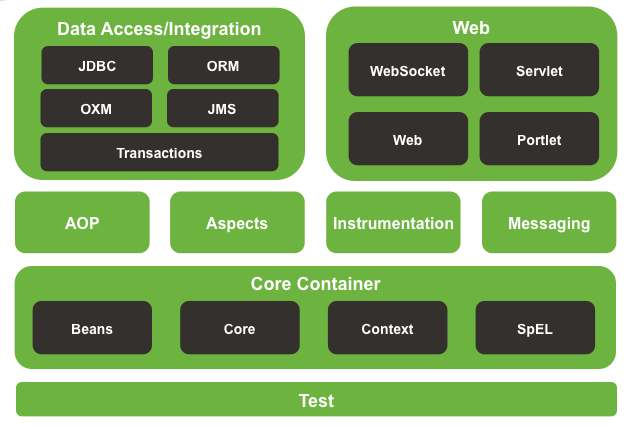 Data Access/Integration
JDBC
ORM
OXM
JMS
Transactions
Web
WebSocket
Servlet
Web
Portlet
AOP
Aspects
Instrumentation
Messaging
Core Container
Beans
Core
Context
SpEL
Test